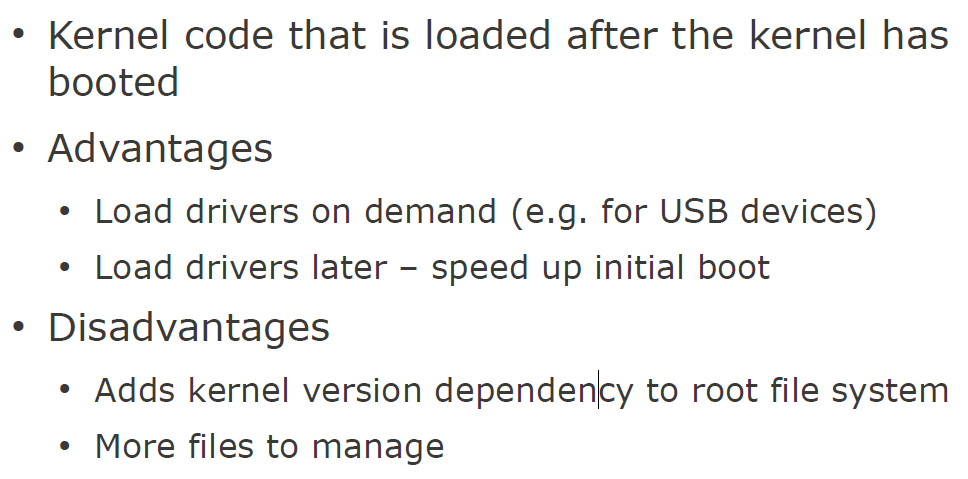 • Kernel code that is loaded after the kernel has
booted
• Advantages
• Load drivers on demand (e.g. for USB devices)
• Load drivers later – speed up initial boot
• Disadvantages
• Adds kernel version dependency to root file system
• More files to manage